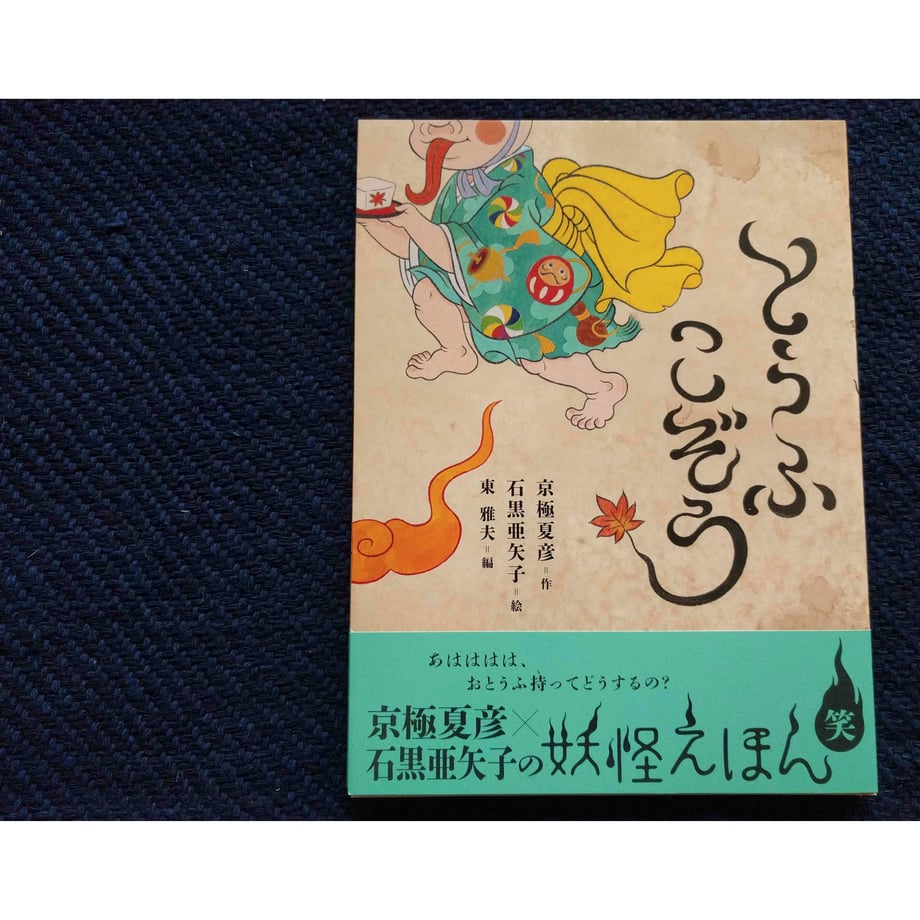 とうふ
こぞう
京極夏彦＝作
石黒亜矢子＝絵
東 雅夫＝編
あはははは、
おとうふ持ってどうするの?
京極夏彦×
石黒亜矢子の
妖怪えほん
笑